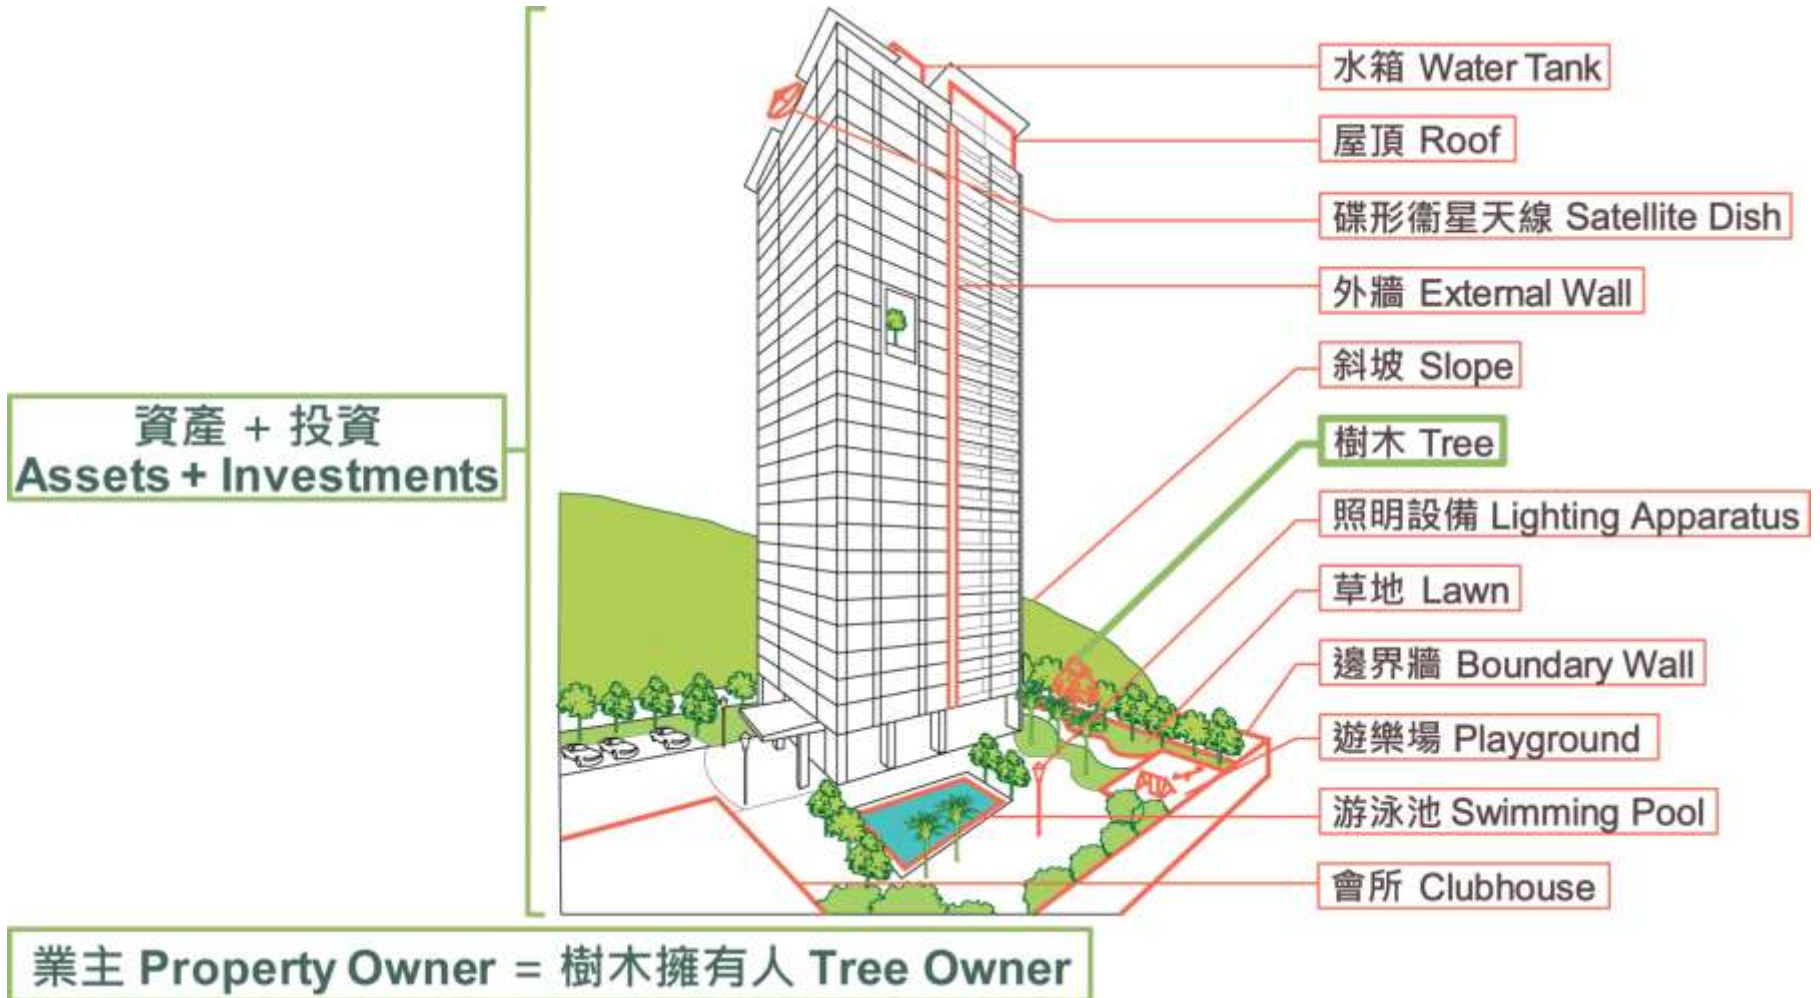 水箱 Water Tank
屋頂 Roof
碟形衞星天線 Satellite Dish
外牆 External Wall
斜坡 Slope
樹木 Tree
資產 + 投資
Assets + Investments
照明設備 Lighting Apparatus
草地 Lawn
邊界牆 Boundary Wall
遊樂場 Playground
游泳池 Swimming Pool
會所 Clubhouse
業主 Property Owner = 樹木擁有人 Tree Owner